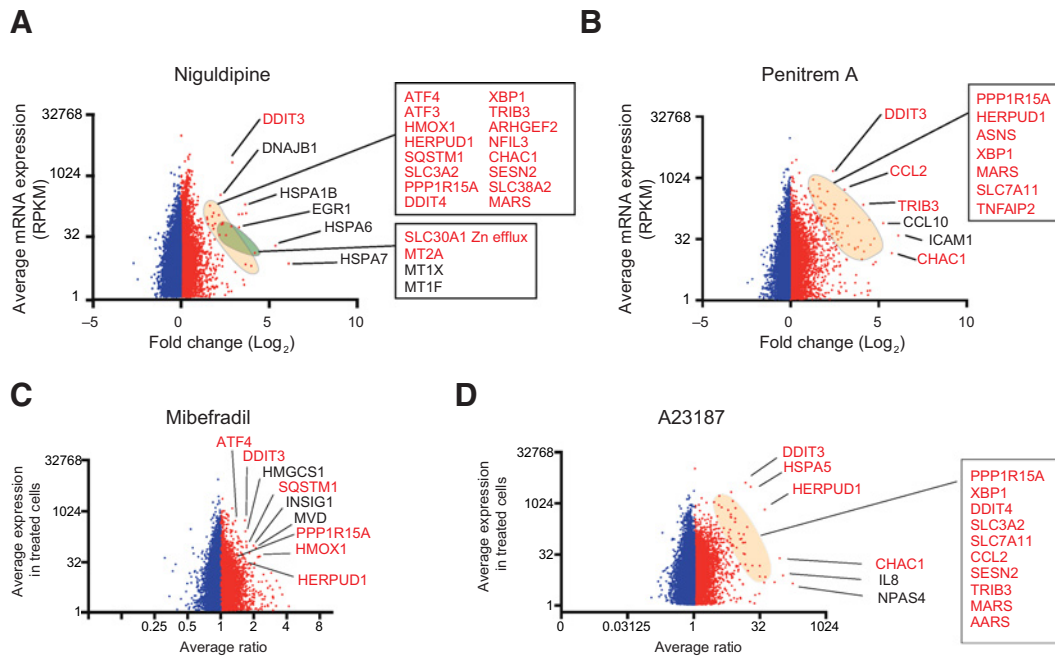 A
Niguldipine
Average mRNA expression
(RPKM)
32768
1024
32
1
−5
0
5
10
Fold change (Log2)
DDIT3
DNAJB1
HSPA1B
EGR1
HSPA6
HSPA7
ATF4 XBP1
ATF3 TRIB3
HMOX1 ARHGEF2
HERPUD1 NFIL3
SQSTM1 CHAC1
SLC3A2 SESN2
PPP1R15A SLC38A2
DDIT4 MARS
SLC30A1 Zn efflux
MT2A
MT1X
MT1F
B
Penitrem A
Average mRNA expression
(RPKM)
32768
1024
32
1
−5
0
5
10
Fold change (Log2)
DDIT3
CCL2
TRIB3
CCL10
ICAM1
CHAC1
PPP1R15A
HERPUD1
ASNS
XBP1
MARS
SLC7A11
TNFAIP2
C
Mibefradil
Average expression
in treated cells
32768
1024
32
1
0.25
0.5
1
2
4
8
Average ratio
ATF4
DDIT3
HMGCS1
SQSTM1
INSIG1
MVD
PPP1R15A
HMOX1
HERPUD1
D
A23187
Average expression
in treated cells
32768
1024
32
1
0
0.03125
1
32
1024
Average ratio
DDIT3
HSPA5
HERPUD1
CHAC1
IL8
NPAS4
PPP1R15A
XBP1
DDIT4
SLC3A2
SLC7A11
CCL2
SESN2
TRIB3
MARS
AARS